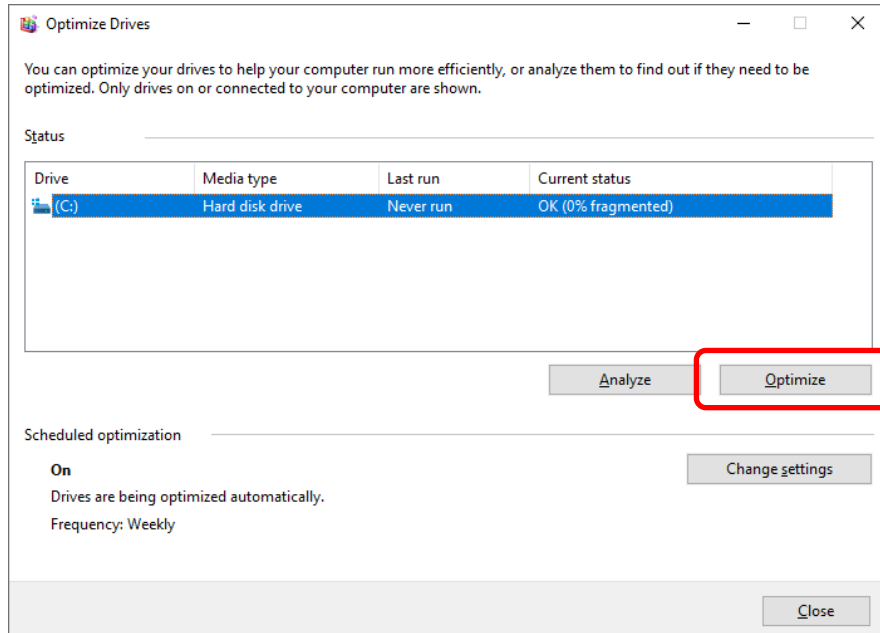 Optimize Drives
You can optimize your drives to help your computer run more efficiently, or analyze them to find out if they need to be
optimized. Only drives on or connected to your computer are shown.
Status
Drive Media type Last run Current status
(C:) Hard disk drive Never run OK (0% fragmented)
Analyze Optimize
Scheduled optimization
On Change settings
Drives are being optimized automatically.
Frequency: Weekly
Close